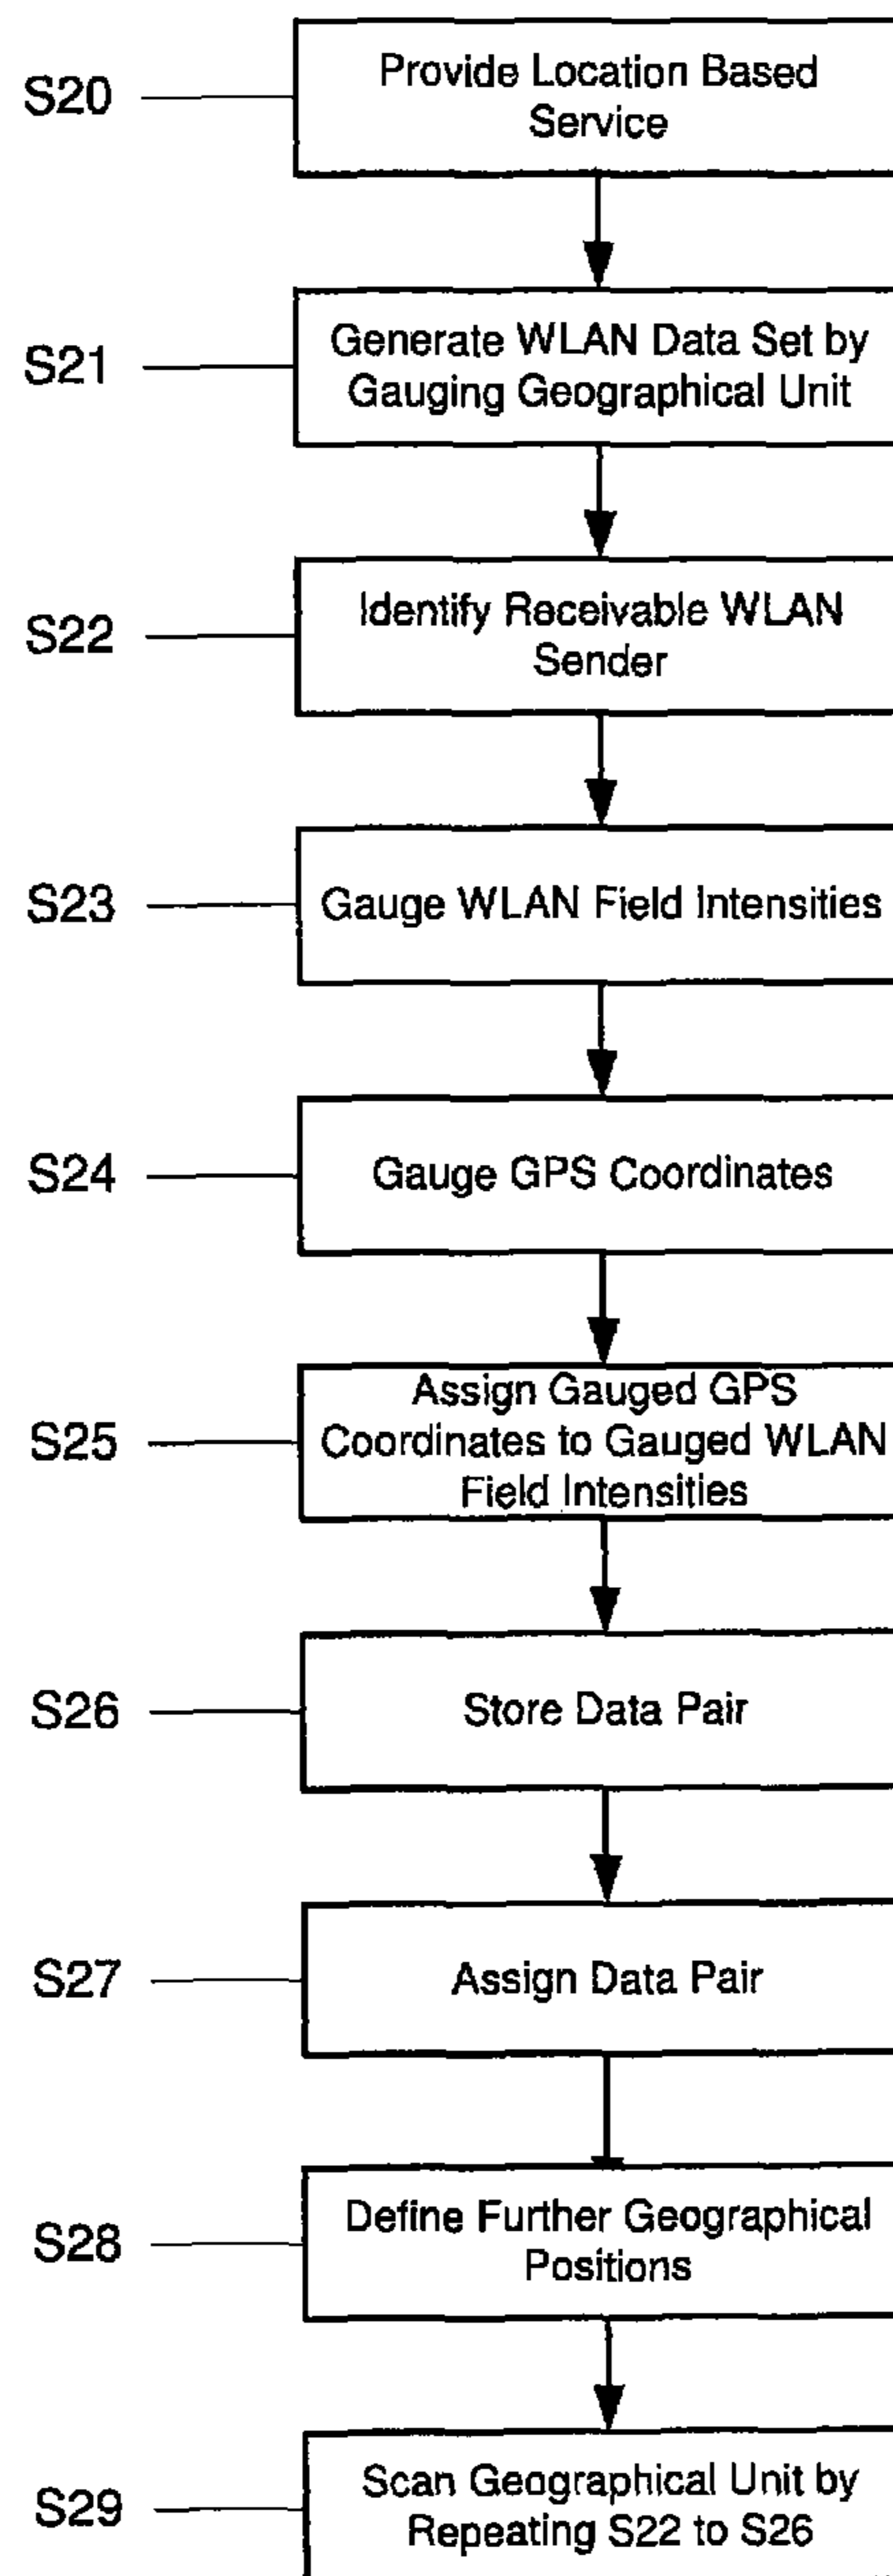 S20
Provide Location Based
Service
S21
Generate WLAN Data Set by
Gauging Geographical Unit
S22
Identify Receivable WLAN
Sender
S23
Gauge WLAN Field Intensities
S24
Gauge GPS Coordinates
S25
Assign Gauged GPS
Coordinates to Gauged WLAN
Field Intensities
S26
Store Data Pair
S27
Assign Data Pair
S28
Define Further Geographical
Positions
S29
Scan Geographical Unit by
Repeating S22 to S26